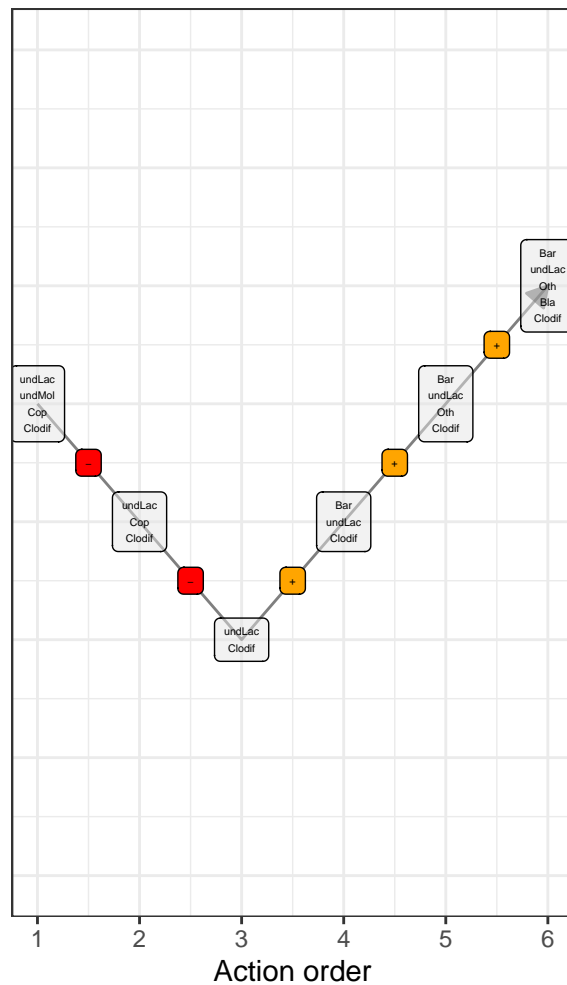 Bar
undLac
Oth
Bla
Clodif
+
undLac
undMol
Cop
Clodif
Bar
undLac
Oth
Clodif
–
+
undLac
Cop
Clodif
Bar
undLac
Clodif
–
+
undLac
Clodif
1 2 3 4 5 6
Action order